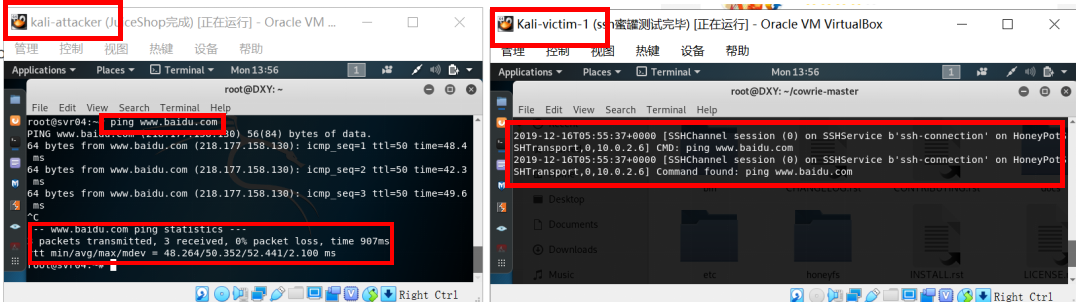 kali-attacker (JuiceShop完成) [正在运行] - Oracle VM
管理 控制 视图 热键 设备 帮助
Applications Places Terminal Mon 13:56 1
root@DXY: ~
File Edit View Search Terminal Help
root@svr04:~# ping www.baidu.com
PING www.baidu.com (218.177.158.130) 56(84) bytes of data.
64 bytes from www.baidu.com (218.177.158.130): icmp_seq=1 ttl=50 time=48.4
ms
64 bytes from www.baidu.com (218.177.158.130): icmp_seq=2 ttl=50 time=42.3
ms
64 bytes from www.baidu.com (218.177.158.130): icmp_seq=3 ttl=50 time=49.6
ms
^C
-- www.baidu.com ping statistics ---
packets transmitted, 3 received, 0% packet loss, time 907ms
tt min/avg/max/mdev = 48.264/50.352/52.441/2.100 ms
root@svr04:~#
Right Ctrl
Kali-victim-1 (ssh蜜罐测试完毕) [正在运行] - Oracle VM VirtualBox
管理 控制 视图 热键 设备 帮助
Applications Places Terminal Mon 13:56 1
root@DXY: ~/cowrie-master
File Edit View Search Terminal Help
2019-12-16T05:55:37+0000 [SSHChannel session (0) on SSHService b'ssh-connection' on HoneyPotS
SHTransport,0,10.0.2.6] CMD: ping www.baidu.com
2019-12-16T05:55:37+0000 [SSHChannel session (0) on SSHService b'ssh-connection' on HoneyPotS
SHTransport,0,10.0.2.6] Command found: ping www.baidu.com
bin CHANGELOG.rst CONTRIBUTING.rst docs
Desktop
Documents
Downloads
Music
etc honeyfs INSTALL.rst LICENSE.
Right Ctrl